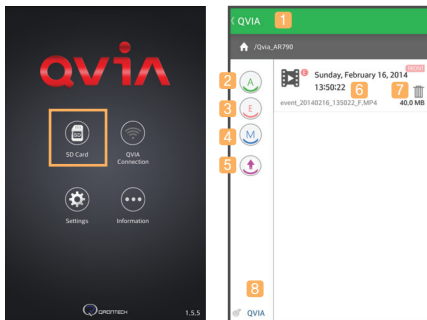 QVIA
SD Card
QVIA
Connection
Settings
Information
QRONTECH
1.5.5
QVIA
1
/Qvia_AR790
2
A
3
E
4
M
5
E
Sunday, February 16, 2014
FRONT
13:50:22
6
7
event_20140216_135022_F.MP4
40.0 MB
8
QVIA